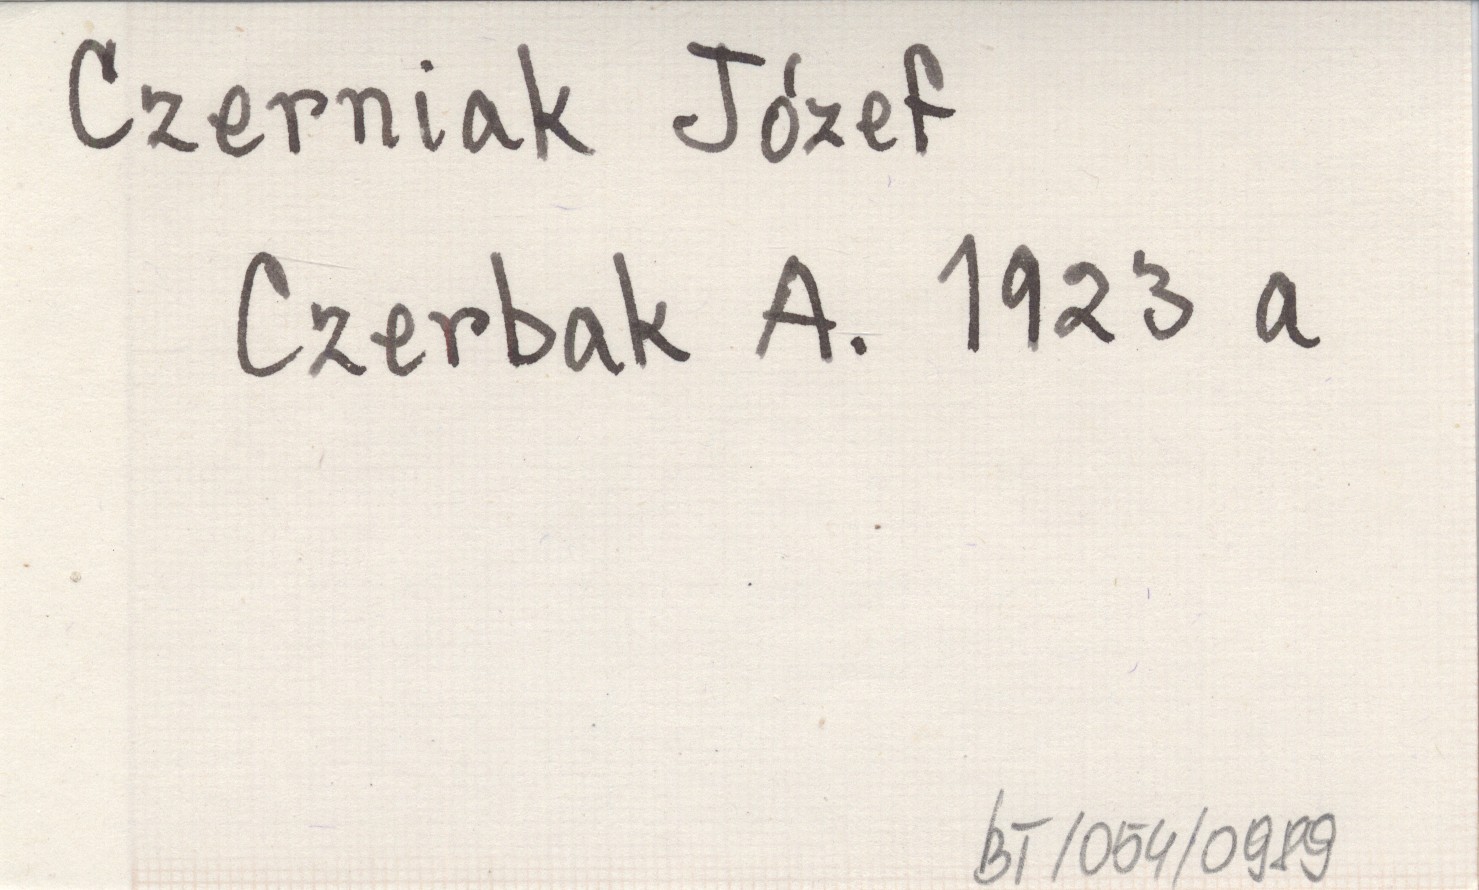 Czerniak Józef
Czerbak A. 1923 a
BT/054/0989